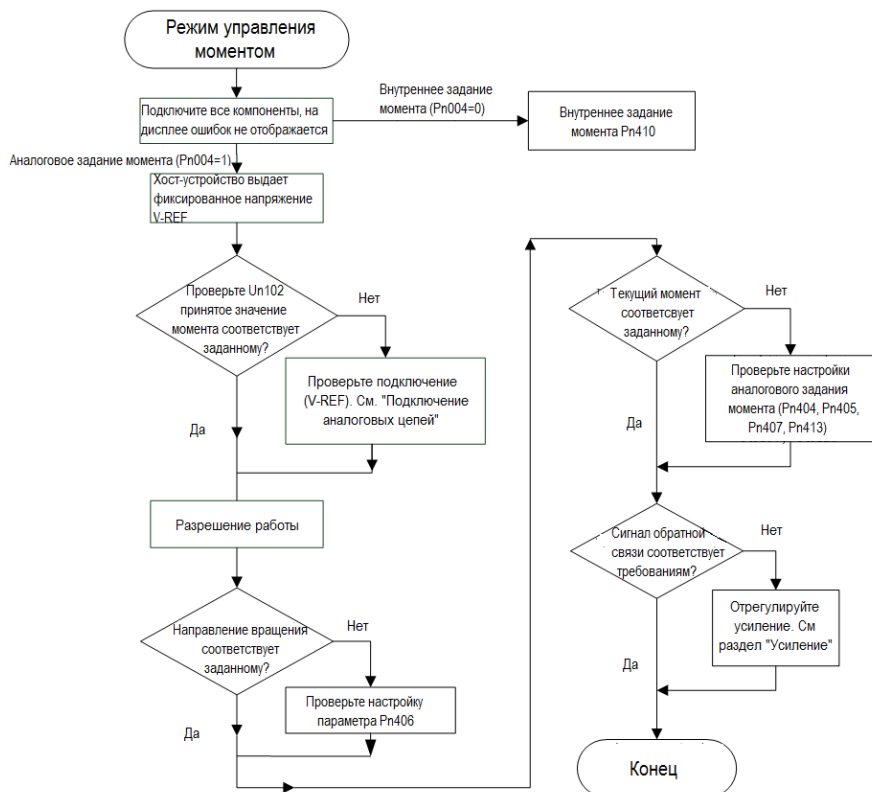 Режим управления
моментом
Подключите все компоненты, на
дисплее ошибок не отображается
Внутреннее задание
момента (Pn004=0)
Внутреннее задание
момента Pn410
Аналоговое задание момента (Pn004=1)
Хост-устройство выдает
фиксированное напряжение
V-REF
Проверьте Un102
принятое значение
момента соответствует
заданному?
Нет
Проверьте подключение
(V-REF). См. "Подключение
аналоговых цепей"
Да
Разрешение работы
Направление вращения
соответствует
заданному?
Нет
Проверьте настройку
параметра Pn406
Да
Текущий момент
соответсвует
заданному?
Нет
Проверьте настройки
аналогового задания
момента (Pn404, Pn405,
Pn407, Pn413)
Да
Сигнал обратной
связи соответствует
требованиям?
Нет
Отрегулируйте
усиление. См
раздел "Усиление"
Да
Конец